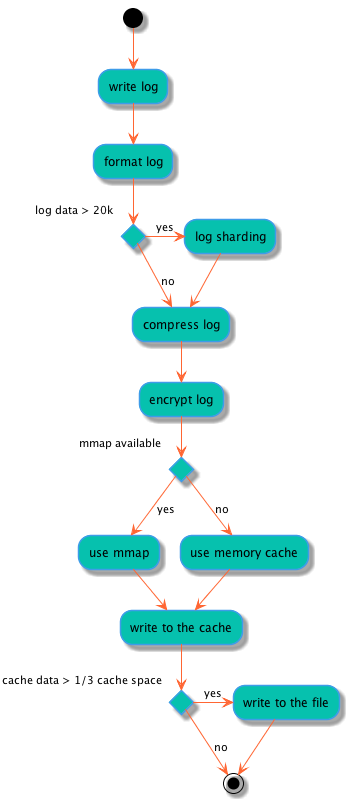 write log
format log
log data > 20k
yes
log sharding
no
compress log
encrypt log
mmap available
yes
no
use mmap
use memory cache
write to the cache
cache data > 1/3 cache space
yes
write to the file
no